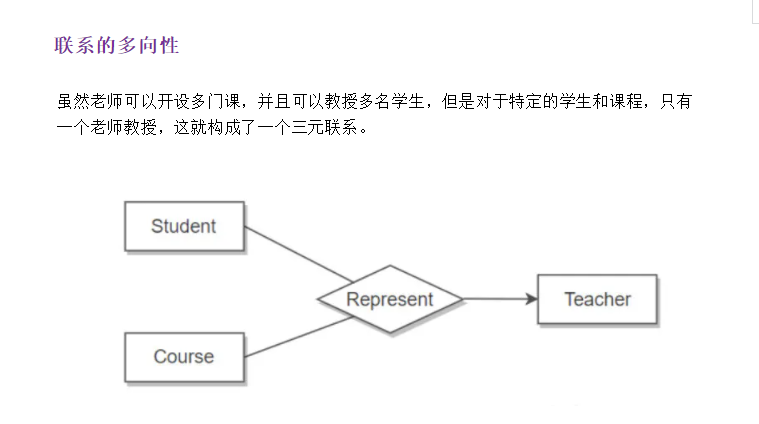 联系的多向性
虽然老师可以开设多门课，并且可以教授多名学生，但是对于特定的学生和课程，只有
一个老师教授，这就构成了一个三元联系。
Student
Represent
Teacher
Course